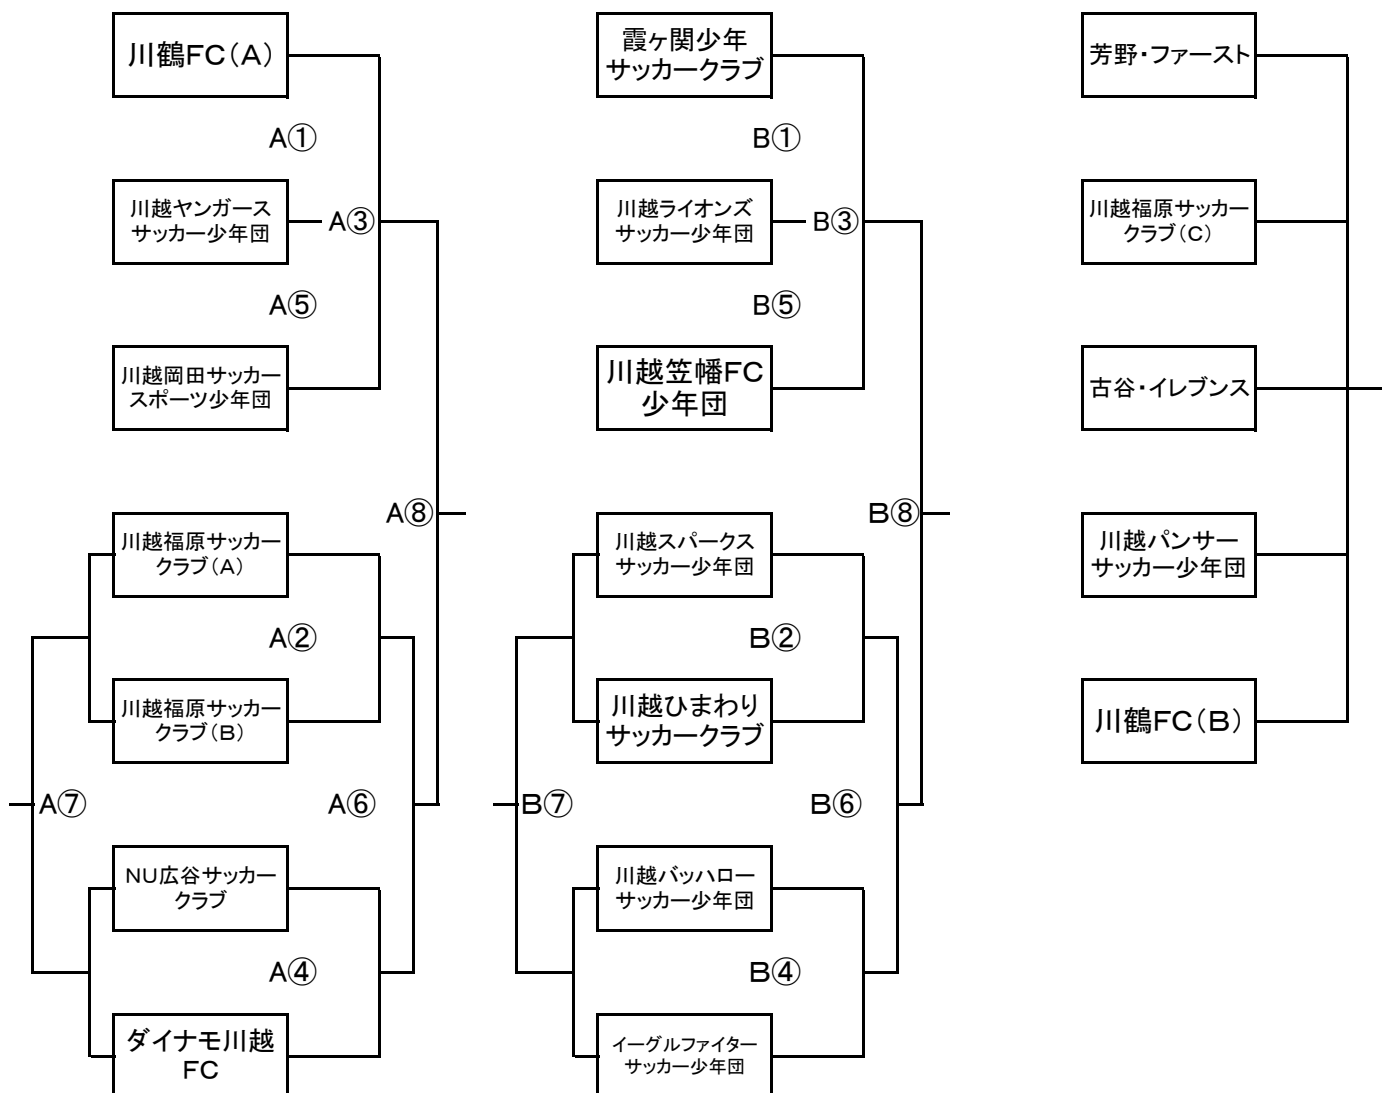 川鶴FC(A)
A①
川越ヤンガース
サッカー少年団
A③
A⑤
川越岡田サッカー
スポーツ少年団
A⑧
川越福原サッカー
クラブ(A)
A②
川越福原サッカー
クラブ(B)
A⑦
A⑥
NU広谷サッカー
クラブ
A④
ダイナモ川越
FC
霞ヶ関少年
サッカークラブ
B①
川越ライオンズ
サッカー少年団
B③
B⑤
川越笠幡FC
少年団
B⑧
川越スパークス
サッカー少年団
B②
川越ひまわり
サッカークラブ
B⑦
B⑥
川越バッハロー
サッカー少年団
B④
イーグルファイター
サッカー少年団
芳野・ファースト
川越福原サッカー
クラブ(C)
古谷・イレブンス
川越パンサー
サッカー少年団
川鶴FC(B)